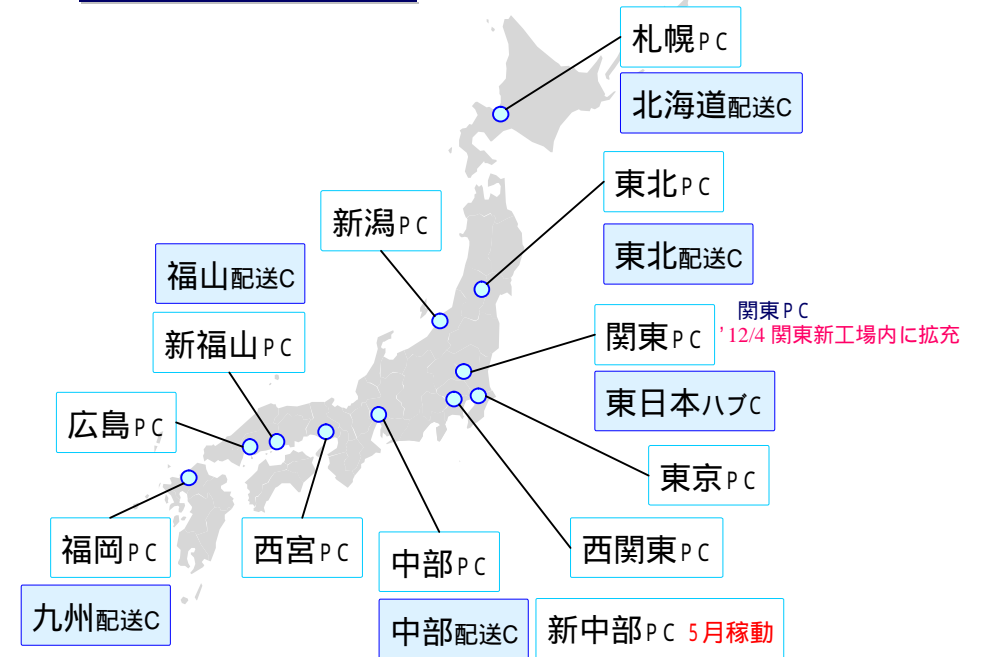 札幌PC
北海道配送C
東北PC
新潟PC
東北配送C
福山配送C
関東PC
関東PC
'12/4 関東新工場内に拡充
新福山PC
東日本ハブC
広島PC
東京PC
福岡PC
西宮PC
中部PC
西関東PC
九州配送C
中部配送C
新中部PC 5月稼動